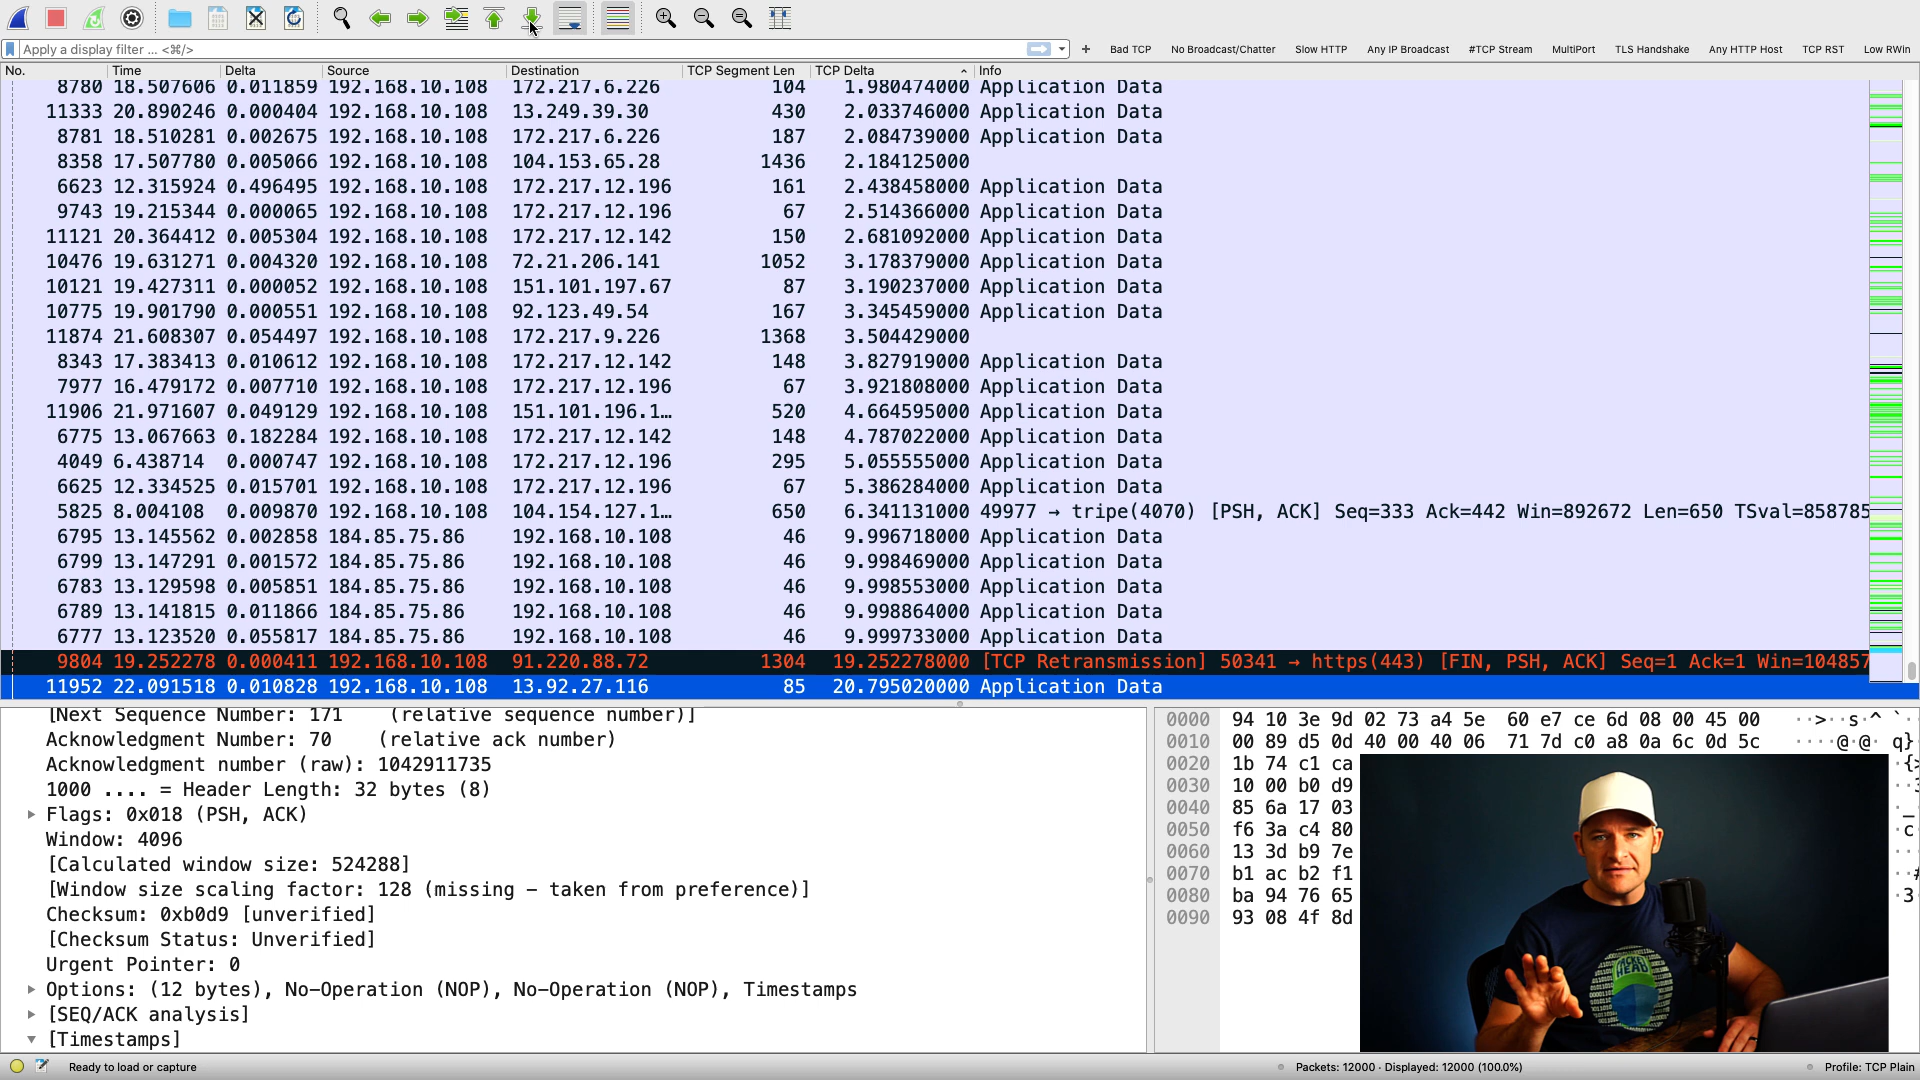 Apply a display filter ... <⌘/>
+ Bad TCP No Broadcast/Chatter Slow HTTP Any IP Broadcast #TCP Stream MultiPort TLS Handshake Any HTTP Host TCP RST Low RWin
No. Time Delta Source Destination TCP Segment Len TCP Delta Info
8780 18.507606 0.011859 192.168.10.108 172.217.6.226 104 1.980474000 Application Data
11333 20.890246 0.000404 192.168.10.108 13.249.39.30 430 2.033746000 Application Data
8781 18.510281 0.002675 192.168.10.108 172.217.6.226 187 2.084739000 Application Data
8358 17.507780 0.005066 192.168.10.108 104.153.65.28 1436 2.184125000
6623 12.315924 0.496495 192.168.10.108 172.217.12.196 161 2.438458000 Application Data
9743 19.215344 0.000065 192.168.10.108 172.217.12.196 67 2.514366000 Application Data
11121 20.364412 0.005304 192.168.10.108 172.217.12.142 150 2.681092000 Application Data
10476 19.631271 0.004320 192.168.10.108 72.21.206.141 1052 3.178379000 Application Data
10121 19.427311 0.000052 192.168.10.108 151.101.197.67 87 3.190237000 Application Data
10775 19.901790 0.000551 192.168.10.108 92.123.49.54 167 3.345459000 Application Data
11874 21.608307 0.054497 192.168.10.108 172.217.9.226 1368 3.504429000
8343 17.383413 0.010612 192.168.10.108 172.217.12.142 148 3.827919000 Application Data
7977 16.479172 0.007710 192.168.10.108 172.217.12.196 67 3.921808000 Application Data
11906 21.971607 0.049129 192.168.10.108 151.101.196.1… 520 4.664595000 Application Data
6775 13.067663 0.182284 192.168.10.108 172.217.12.142 148 4.787022000 Application Data
4049 6.438714 0.000747 192.168.10.108 172.217.12.196 295 5.055555000 Application Data
6625 12.334525 0.015701 192.168.10.108 172.217.12.196 67 5.386284000 Application Data
5825 8.004108 0.009870 192.168.10.108 104.154.127.1… 650 6.341131000 49977 → tripe(4070) [PSH, ACK] Seq=333 Ack=442 Win=892672 Len=650 TSval=858785
6795 13.145562 0.002858 184.85.75.86 192.168.10.108 46 9.996718000 Application Data
6799 13.147291 0.001572 184.85.75.86 192.168.10.108 46 9.998469000 Application Data
6783 13.129598 0.005851 184.85.75.86 192.168.10.108 46 9.998553000 Application Data
6789 13.141815 0.011866 184.85.75.86 192.168.10.108 46 9.998864000 Application Data
6777 13.123520 0.055817 184.85.75.86 192.168.10.108 46 9.999733000 Application Data
9804 19.252278 0.000411 192.168.10.108 91.220.88.72 1304 19.252278000 [TCP Retransmission] 50341 → https(443) [FIN, PSH, ACK] Seq=1 Ack=1 Win=104857
11952 22.091518 0.010828 192.168.10.108 13.92.27.116 85 20.795020000 Application Data
[Next Sequence Number: 171 (relative sequence number)]
Acknowledgment Number: 70 (relative ack number)
Acknowledgment number (raw): 1042911735
1000 .... = Header Length: 32 bytes (8)
Flags: 0x018 (PSH, ACK)
Window: 4096
[Calculated window size: 524288]
[Window size scaling factor: 128 (missing – taken from preference)]
Checksum: 0xb0d9 [unverified]
[Checksum Status: Unverified]
Urgent Pointer: 0
Options: (12 bytes), No-Operation (NOP), No-Operation (NOP), Timestamps
[SEQ/ACK analysis]
[Timestamps]
0000 94 10 3e 9d 02 73 a4 5e 60 e7 ce 6d 08 00 45 00 ··>··s·^ `··
0010 00 89 d5 0d 40 00 40 06 71 7d c0 a8 0a 6c 0d 5c ····@·@· q}
0020 1b 74 c1 ca
0030 10 00 b0 d9
0040 85 6a 17 03
0050 f6 3a c4 80
0060 13 3d b9 7e
0070 b1 ac b2 f1
0080 ba 94 76 65
0090 93 08 4f 8d
PACKET HEAD
Ready to load or capture
Packets: 12000 · Displayed: 12000 (100.0%)
Profile: TCP Plain